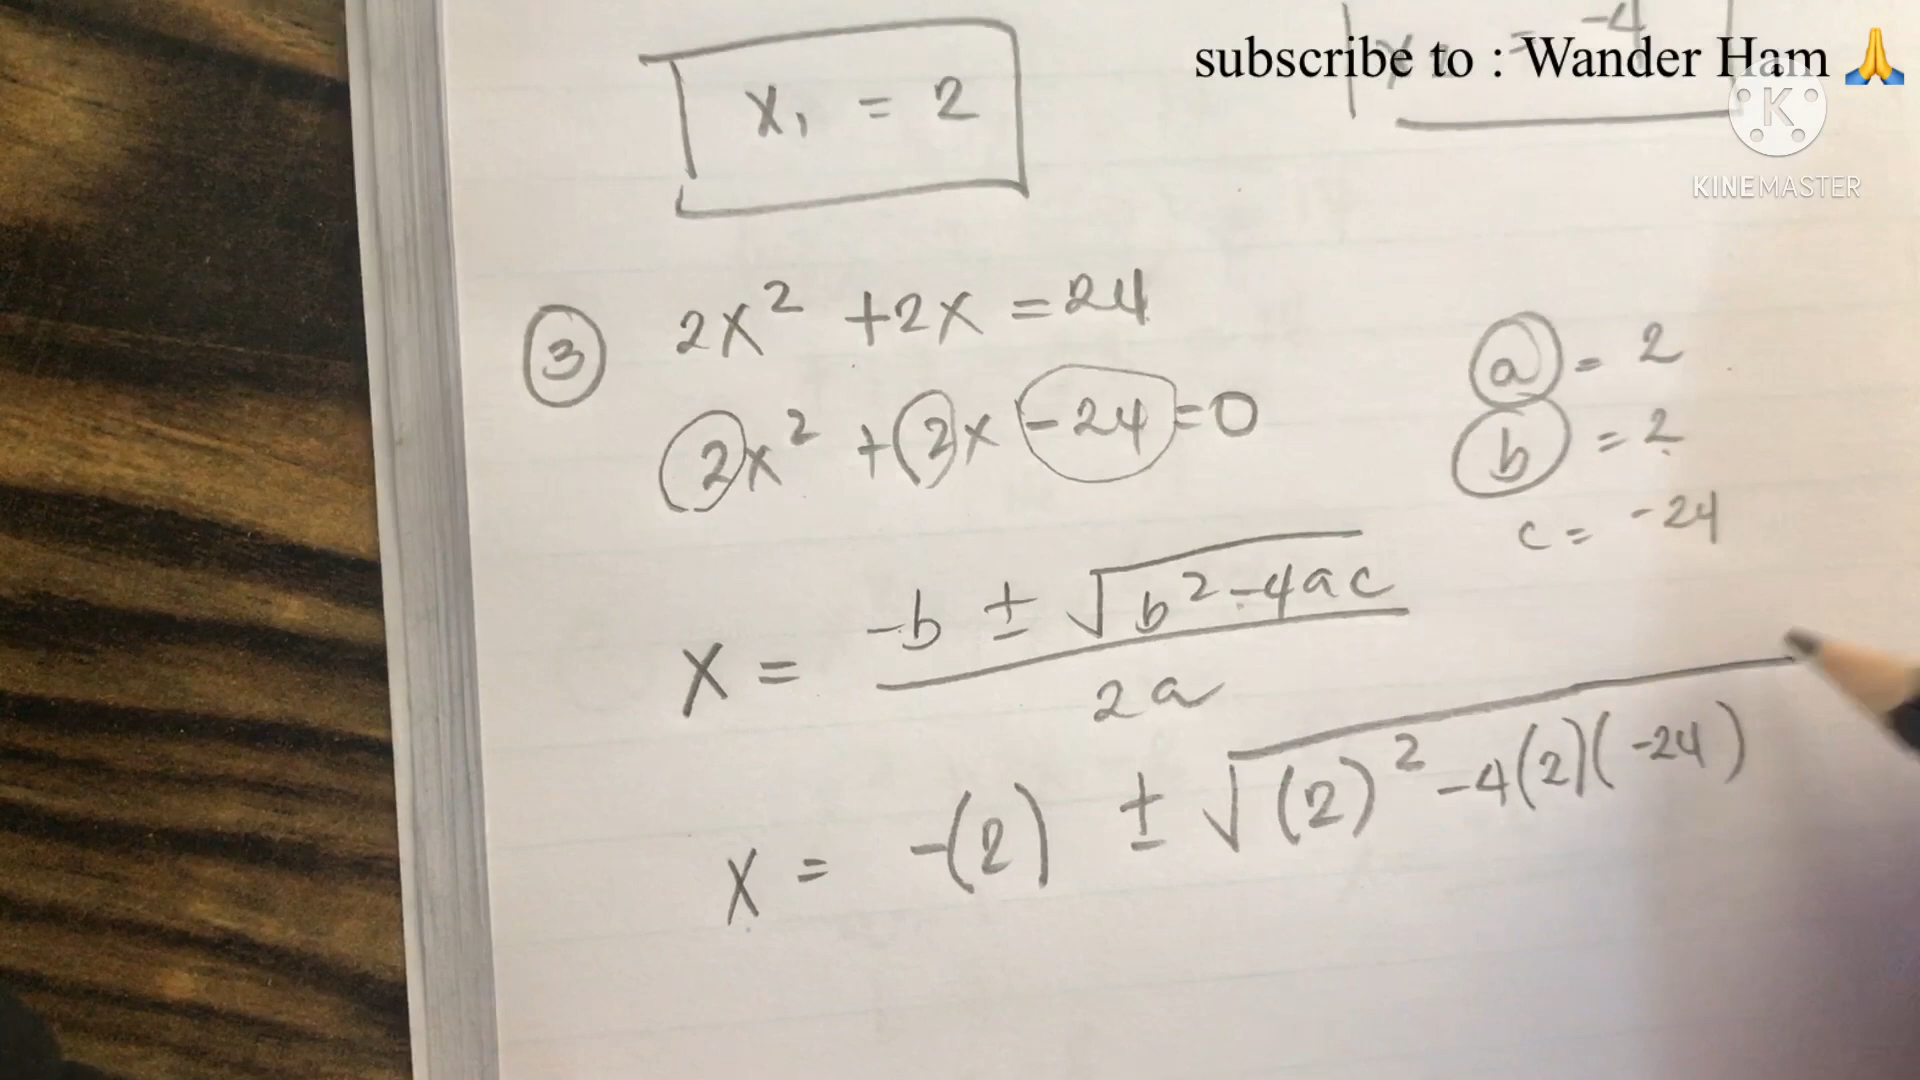 subscribe to : Wander Ham 🙏
= -4
x₁ = 2
K
KINEMASTER
③ 2x² + 2x = 24
2x² + 2x - 24 = 0
a = 2
b = 2
c = -24
x = (-b ± √(b² - 4ac)) / 2a
x = -(2) ± √((2)² - 4(2)(-24))